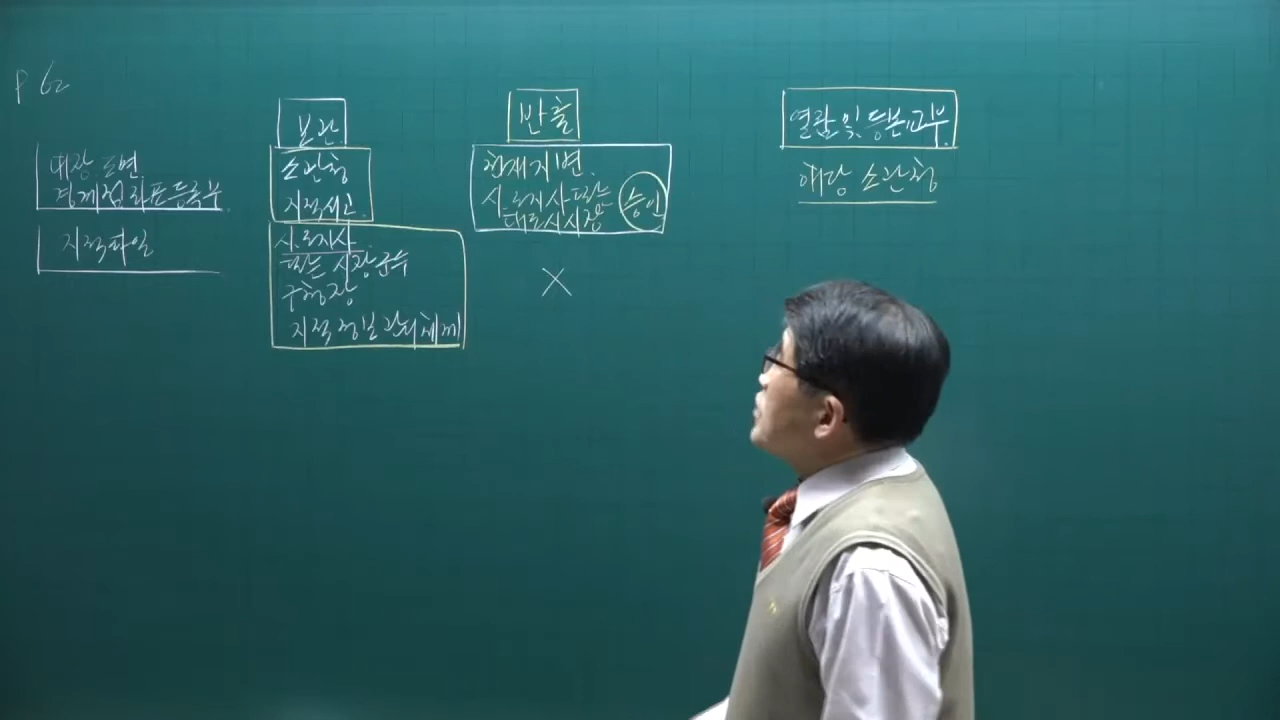 P 62
보관
반출
열람 및 등본교부
대장 도면
경계점좌표등록부
소관청
지적서고
천재지변
시·도지사 또는
대도시시장
승인
해당 소관청
지적파일
시·도지사
또는 시장군수
구청장
지적정보관리체계
X